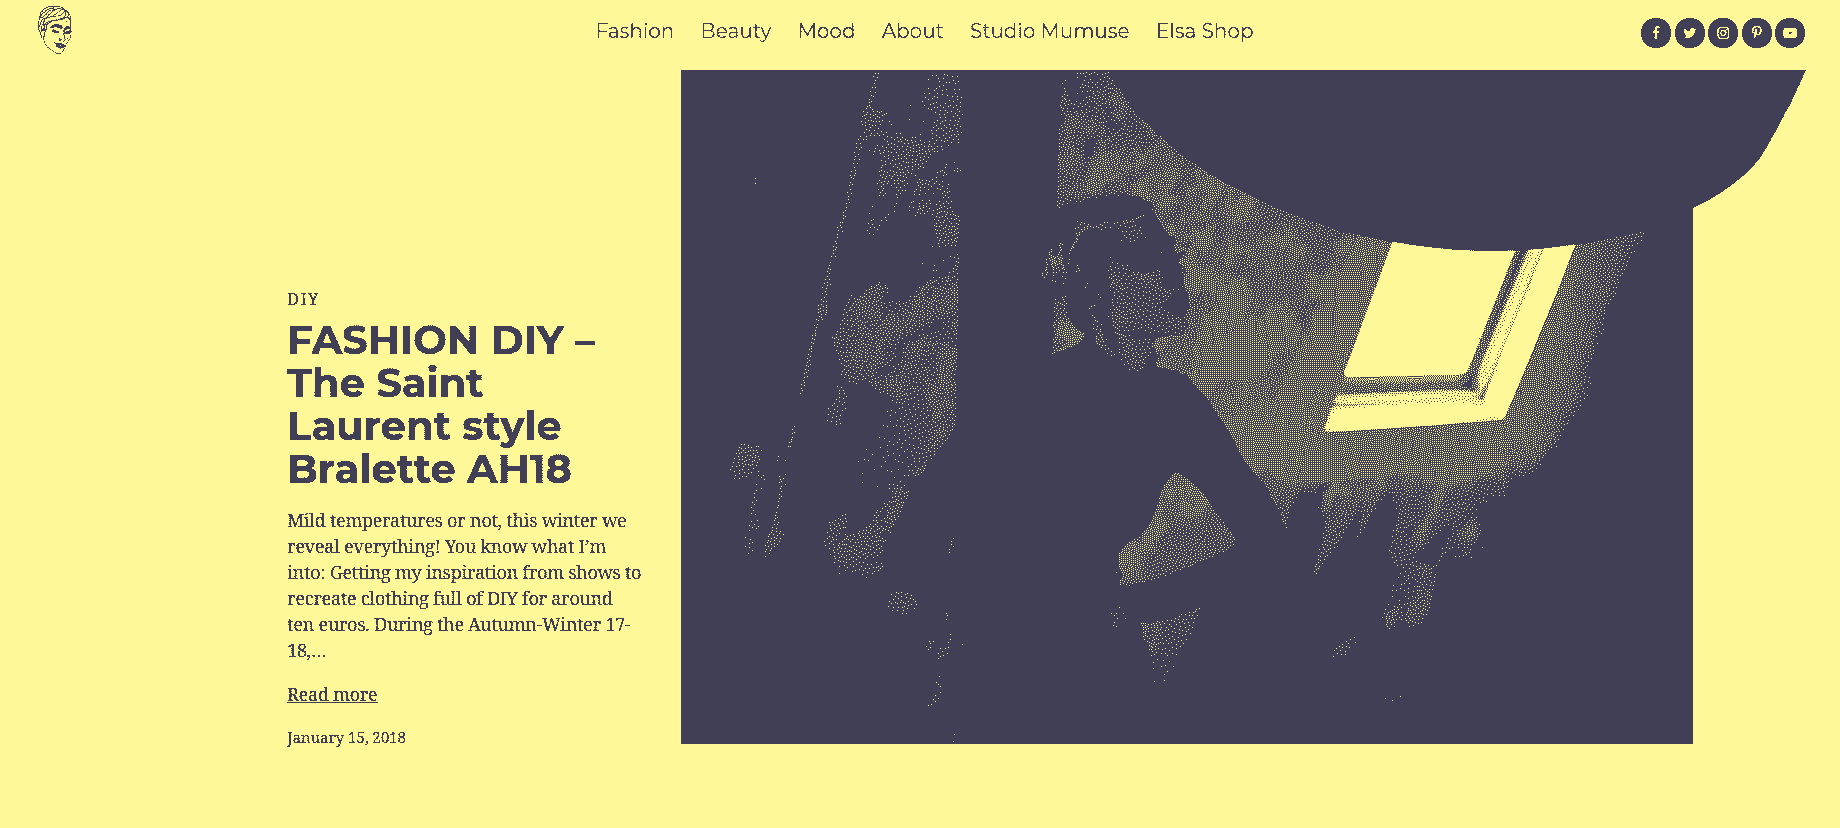 Fashion Beauty Mood About Studio Mumuse Elsa Shop
DIY
FASHION DIY –
The Saint
Laurent style
Bralette AH18
Mild temperatures or not, this winter we
reveal everything! You know what I’m
into: Getting my inspiration from shows to
recreate clothing full of DIY for around
ten euros. During the Autumn-Winter 17-
18,…
Read more
January 15, 2018